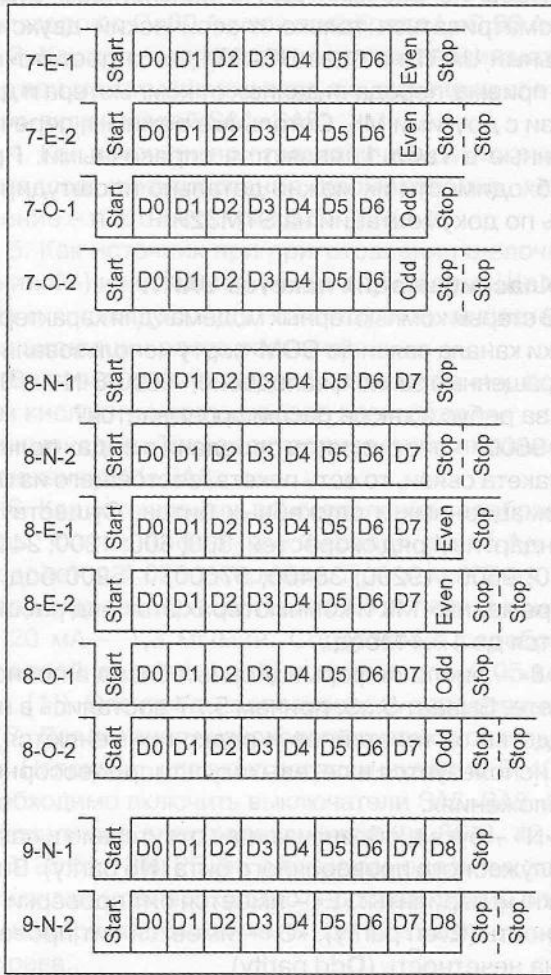 7-E-1 Start D0 D1 D2 D3 D4 D5 D6 Even Stop
7-E-2 Start D0 D1 D2 D3 D4 D5 D6 Even Stop Stop
7-O-1 Start D0 D1 D2 D3 D4 D5 D6 Odd Stop
7-O-2 Start D0 D1 D2 D3 D4 D5 D6 Odd Stop Stop
8-N-1 Start D0 D1 D2 D3 D4 D5 D6 D7 Stop
8-N-2 Start D0 D1 D2 D3 D4 D5 D6 D7 Stop Stop
8-E-1 Start D0 D1 D2 D3 D4 D5 D6 D7 Even Stop
8-E-2 Start D0 D1 D2 D3 D4 D5 D6 D7 Even Stop Stop
8-O-1 Start D0 D1 D2 D3 D4 D5 D6 D7 Odd Stop
8-O-2 Start D0 D1 D2 D3 D4 D5 D6 D7 Odd Stop Stop
9-N-1 Start D0 D1 D2 D3 D4 D5 D6 D7 D8 Stop
9-N-2 Start D0 D1 D2 D3 D4 D5 D6 D7 D8 Stop Stop